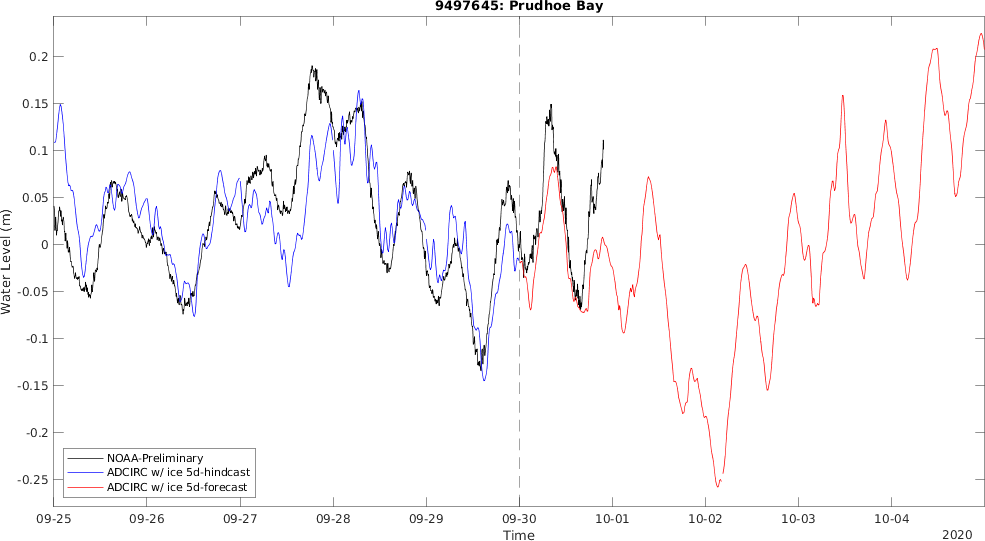 9497645: Prudhoe Bay
0.2
0.15
0.1
0.05
0
-0.05
-0.1
-0.15
-0.2
-0.25
Water Level (m)
NOAA-Preliminary
ADCIRC w/ ice 5d-hindcast
ADCIRC w/ ice 5d-forecast
09-25 09-26 09-27 09-28 09-29 09-30 10-01 10-02 10-03 10-04
Time
2020